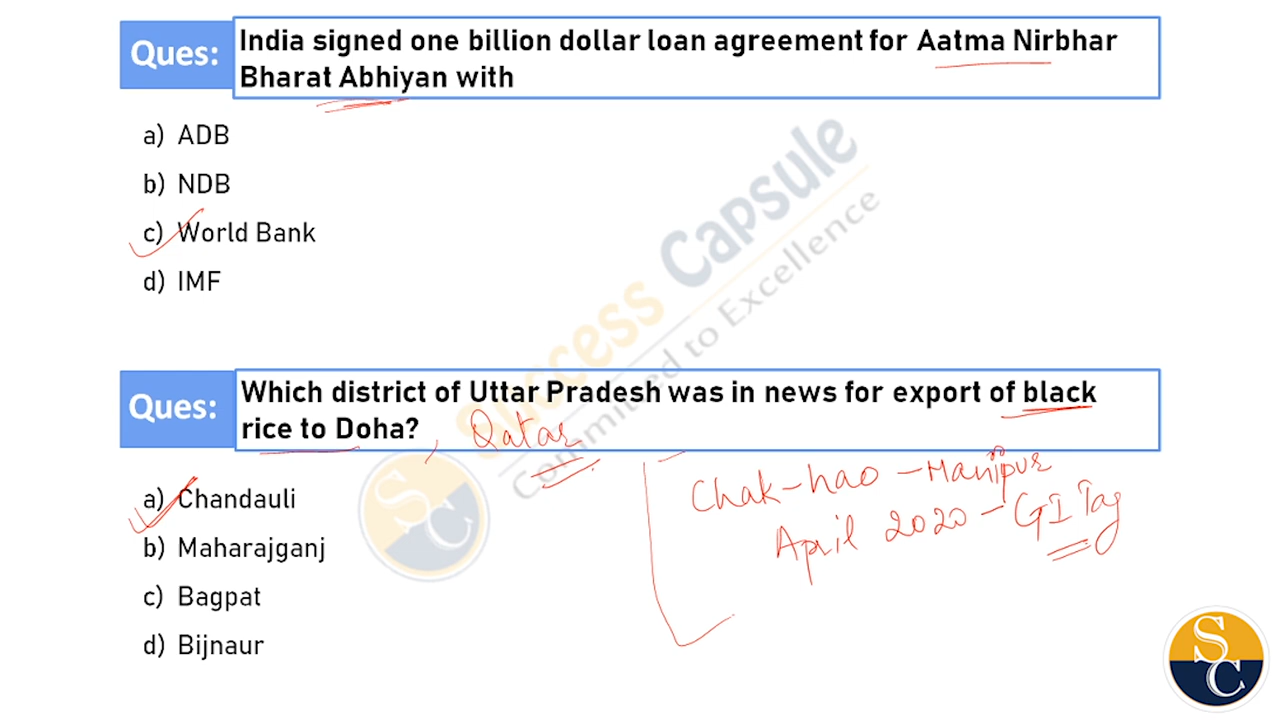 Ques: India signed one billion dollar loan agreement for Aatma Nirbhar
Bharat Abhiyan with
a) ADB
b) NDB
c) World Bank
d) IMF
Success Capsule
Committed to Excellence
Ques: Which district of Uttar Pradesh was in news for export of black
rice to Doha? , Qatar
SC
Chak-hao - Manipur
April 2020 - GI Tag
a) Chandauli
b) Maharajganj
c) Bagpat
d) Bijnaur
SC